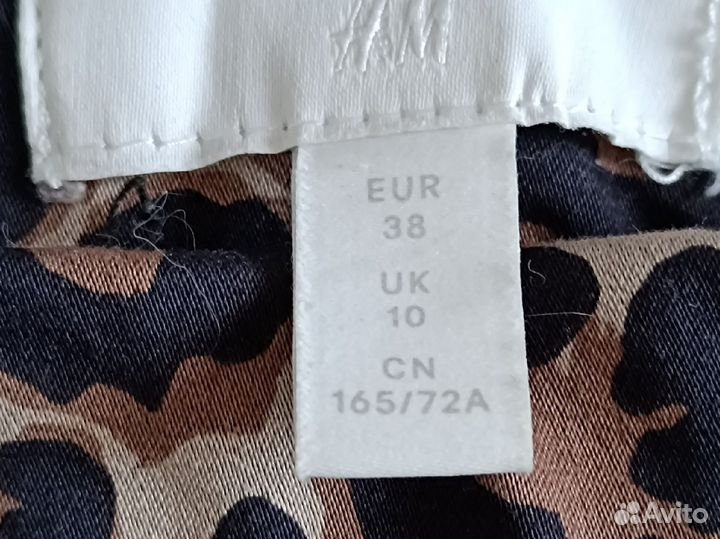 H&M
EUR
38
UK
10
CN
165/72A
Avito